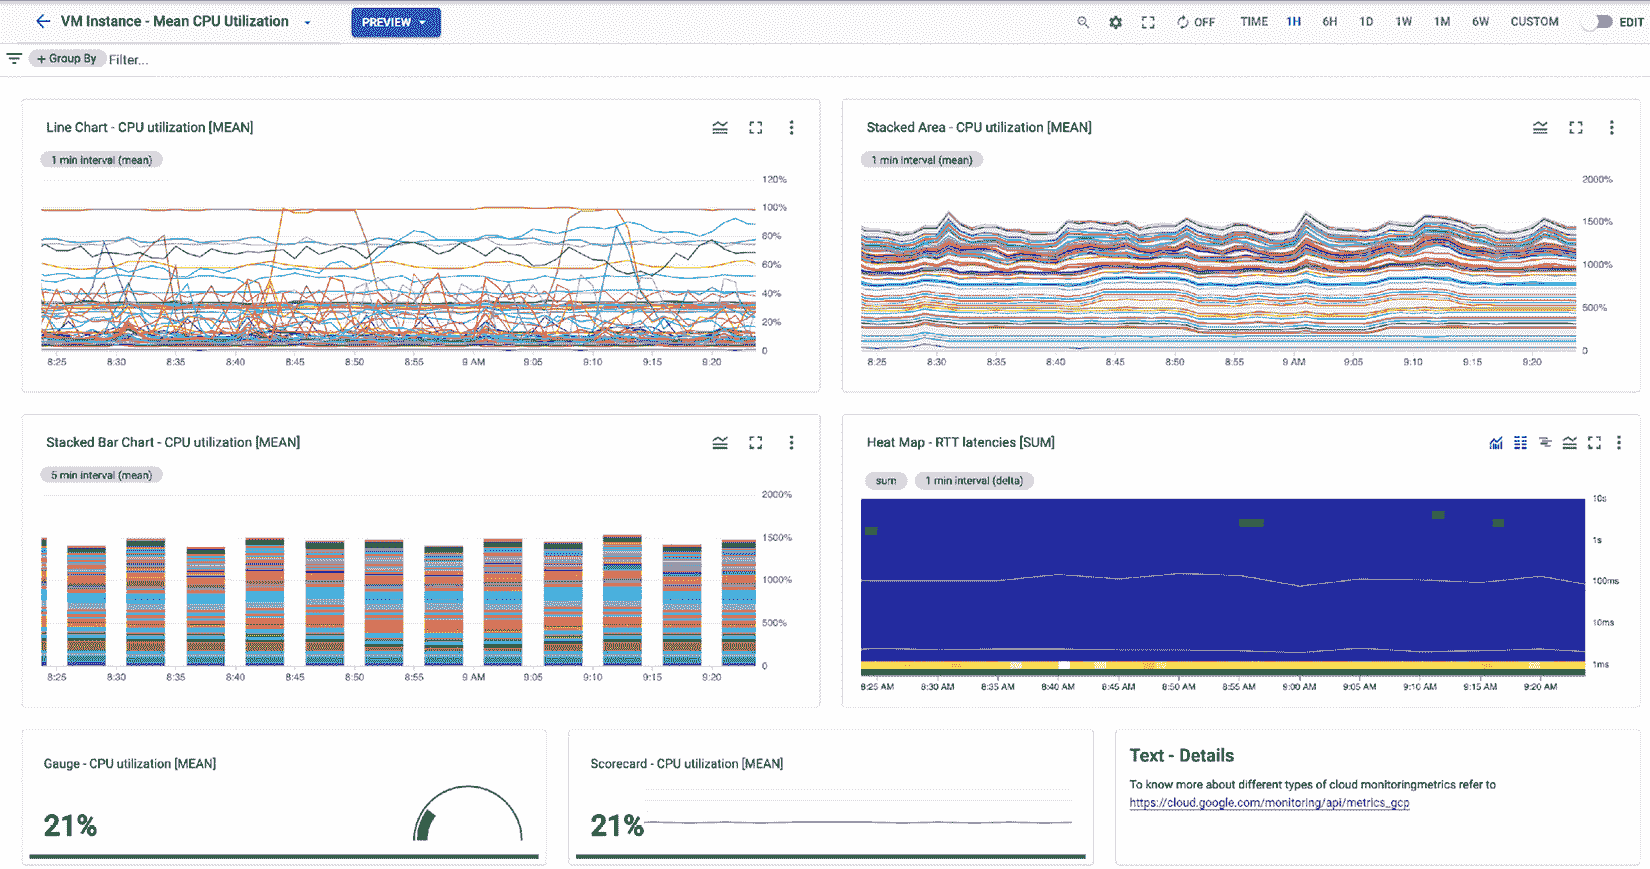 VM Instance - Mean CPU Utilization
PREVIEW
OFF TIME 1H 6H 1D 1W 1M 6W CUSTOM EDIT
+ Group By Filter...
Line Chart - CPU utilization [MEAN]
1 min interval (mean)
120%
100%
80%
60%
40%
20%
0
8:25 8:30 8:35 8:40 8:45 8:50 8:55 9 AM 9:05 9:10 9:15 9:20
Stacked Area - CPU utilization [MEAN]
1 min interval (mean)
2000%
1500%
1000%
500%
0
8:25 8:30 8:35 8:40 8:45 8:50 8:55 9 AM 9:05 9:10 9:15 9:20
Stacked Bar Chart - CPU utilization [MEAN]
5 min interval (mean)
2000%
1500%
1000%
500%
0
8:25 8:30 8:35 8:40 8:45 8:50 8:55 9 AM 9:05 9:10 9:15 9:20
Heat Map - RTT latencies [SUM]
sum 1 min interval (delta)
10s
1s
100ms
10ms
1ms
8:25 AM 8:30 AM 8:35 AM 8:40 AM 8:45 AM 8:50 AM 8:55 AM 9:00 AM 9:05 AM 9:10 AM 9:15 AM 9:20 AM
Gauge - CPU utilization [MEAN]
21%
Scorecard - CPU utilization [MEAN]
21%
Text - Details
To know more about different types of cloud monitoringmetrics refer to
https://cloud.google.com/monitoring/api/metrics_gcp